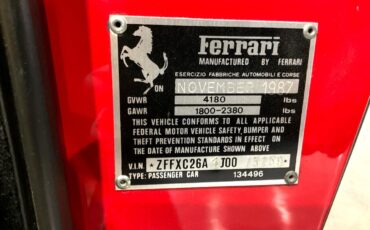 Ferrari
MANUFACTURED BY FERRARI
ESERCIZIO FABBRICHE AUTOMOBILI E CORSE
ON NOVEMBER 1987
GVWR 4180 lbs
GAWR 1800-2380 lbs
THIS VEHICLE CONFORMS TO ALL APPLICABLE
FEDERAL MOTOR VEHICLE SAFETY, BUMPER AND
THEFT PREVENTION STANDARDS IN EFFECT ON
THE DATE OF MANUFACTURE SHOWN ABOVE
V.I.N.
TYPE: PASSENGER CAR 134496